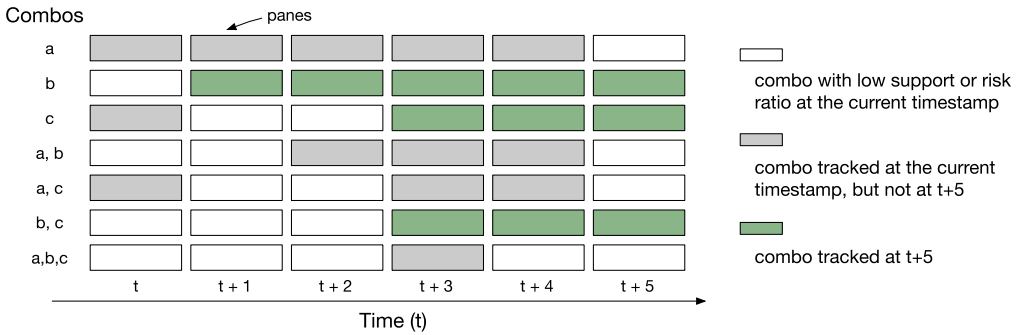 Combos
panes
a
b
c
a, b
a, c
b, c
a,b,c
t
t + 1
t + 2
t + 3
t + 4
t + 5
Time (t)
combo with low support or risk
ratio at the current timestamp
combo tracked at the current
timestamp, but not at t+5
combo tracked at t+5